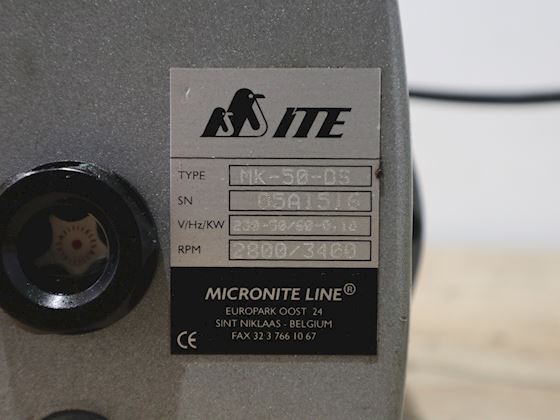 ITE
TYPE MK-50-DS
SN 05A1516
V/Hz/KW 230-50/60-0,18
RPM 2800/3400
MICRONITE LINE®
EUROPARK OOST 24
SINT NIKLAAS - BELGIUM
FAX 32 3 766 10 67
CE